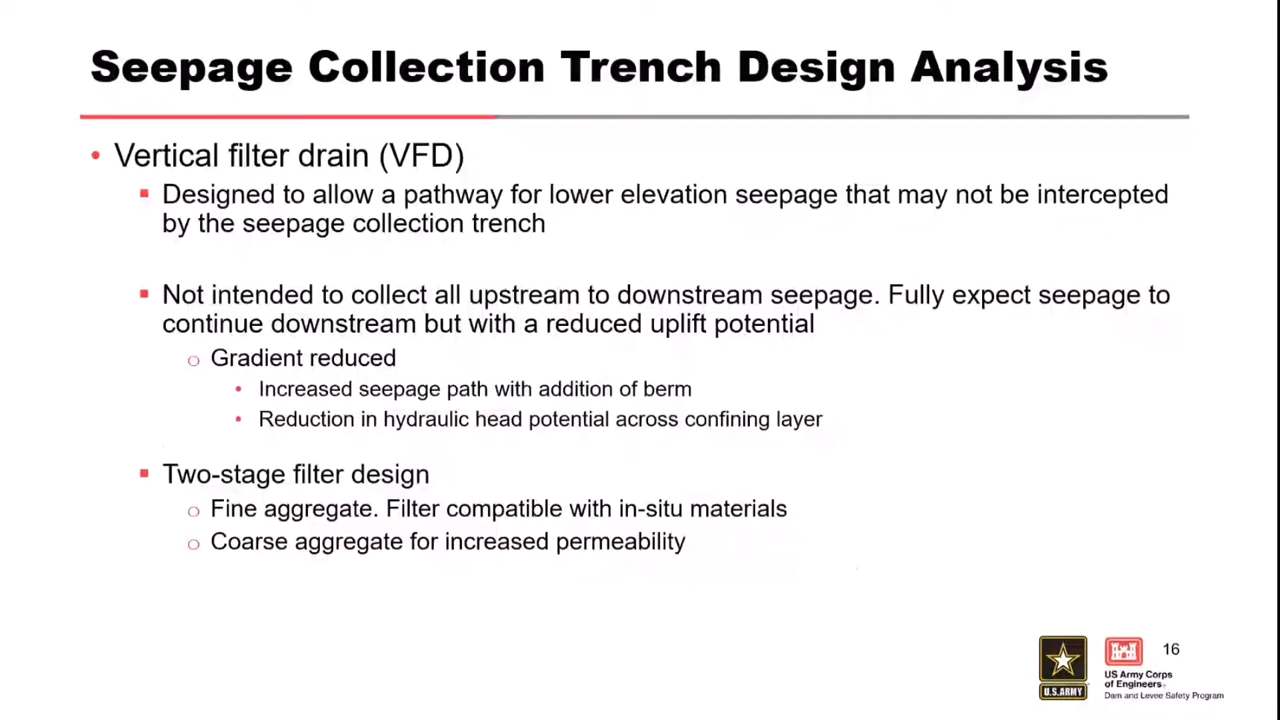 Seepage Collection Trench Design Analysis
• Vertical filter drain (VFD)
▪ Designed to allow a pathway for lower elevation seepage that may not be intercepted
by the seepage collection trench
▪ Not intended to collect all upstream to downstream seepage. Fully expect seepage to
continue downstream but with a reduced uplift potential
○ Gradient reduced
• Increased seepage path with addition of berm
• Reduction in hydraulic head potential across confining layer
▪ Two-stage filter design
○ Fine aggregate. Filter compatible with in-situ materials
○ Coarse aggregate for increased permeability
16
U.S.ARMY
US Army Corps
of Engineers®
Dam and Levee Safety Program